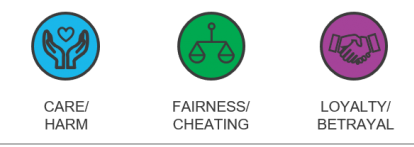 CARE/
HARM
FAIRNESS/
CHEATING
LOYALTY/
BETRAYAL